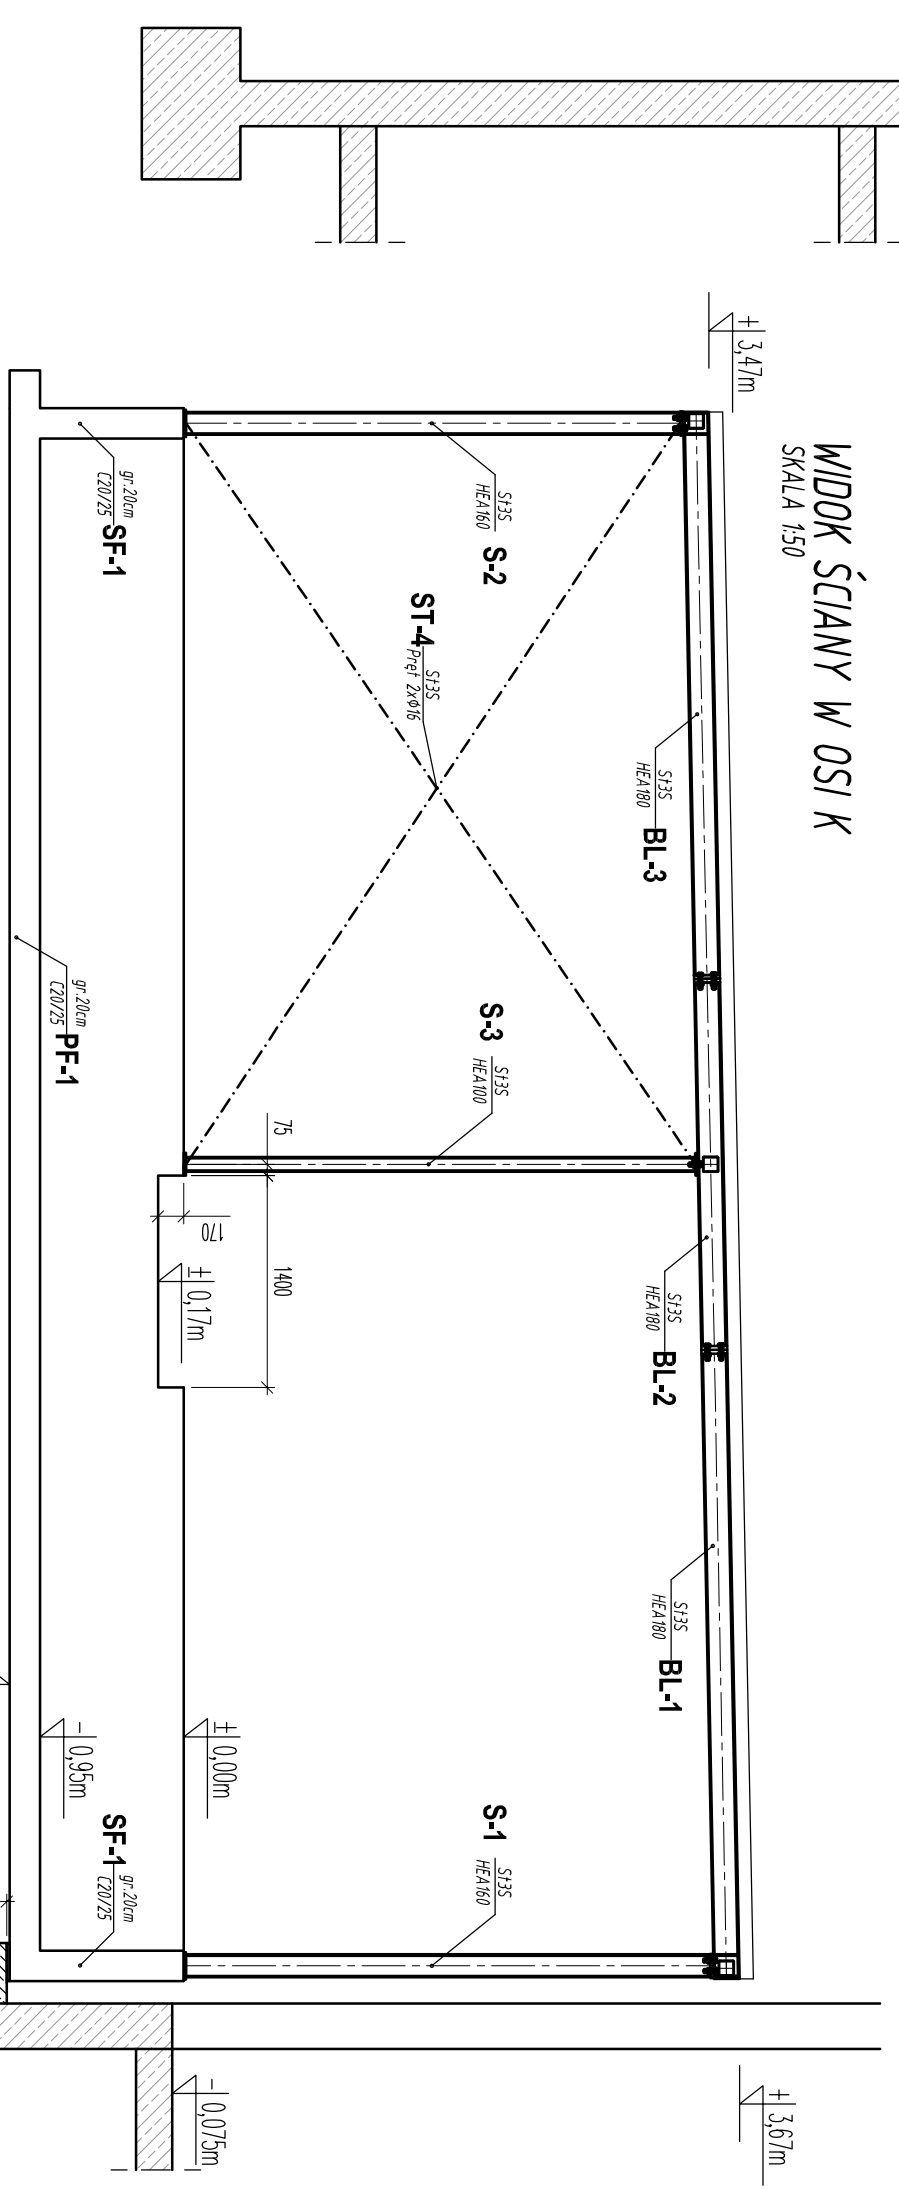 WIDOK ŚCIANY W OSI K
SKALA 1:50
+ 3,47m
+ 3,67m
St3S
HEA180
BL-3
St3S
HEA180
BL-2
St3S
HEA180
BL-1
St3S
HEA160
S-2
ST-4
St3S
Pręt 2xφ16
S-3
St3S
HEA100
S-1
St3S
HEA160
75
1400
170
± 0,17m
± 0,00m
- 0,95m
- 0,075m
gr.20cm
C20/25
SF-1
gr.20cm
C20/25
PF-1
SF-1
gr.20cm
C20/25